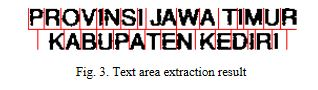 PROVINSI JAWA TIMUR
KABUPATEN KEDIRI
Fig. 3. Text area extraction result